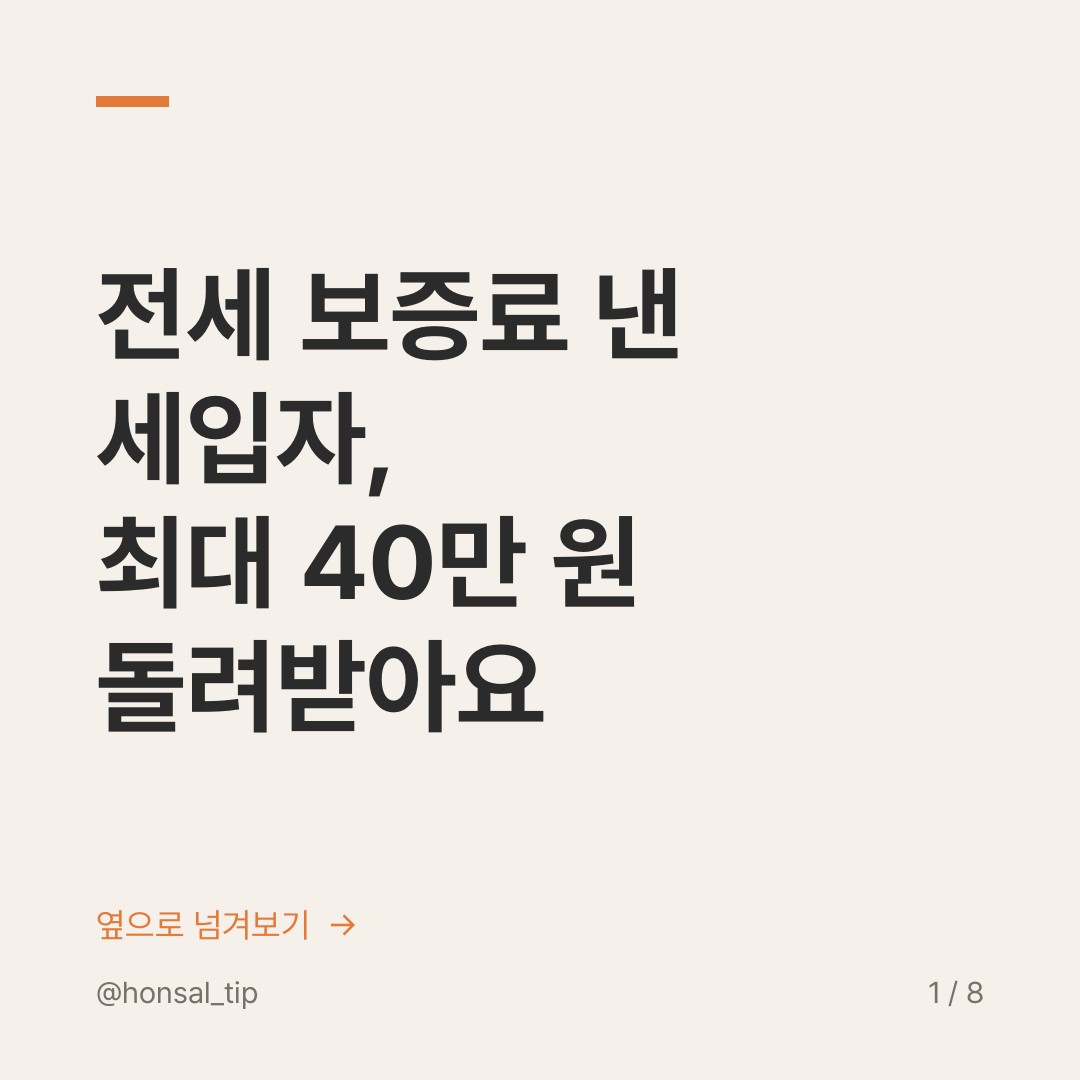 전세 보증료 낸
세입자,
최대 40만 원
돌려받아요
옆으로 넘겨보기 →
@honsal_tip
1 / 8